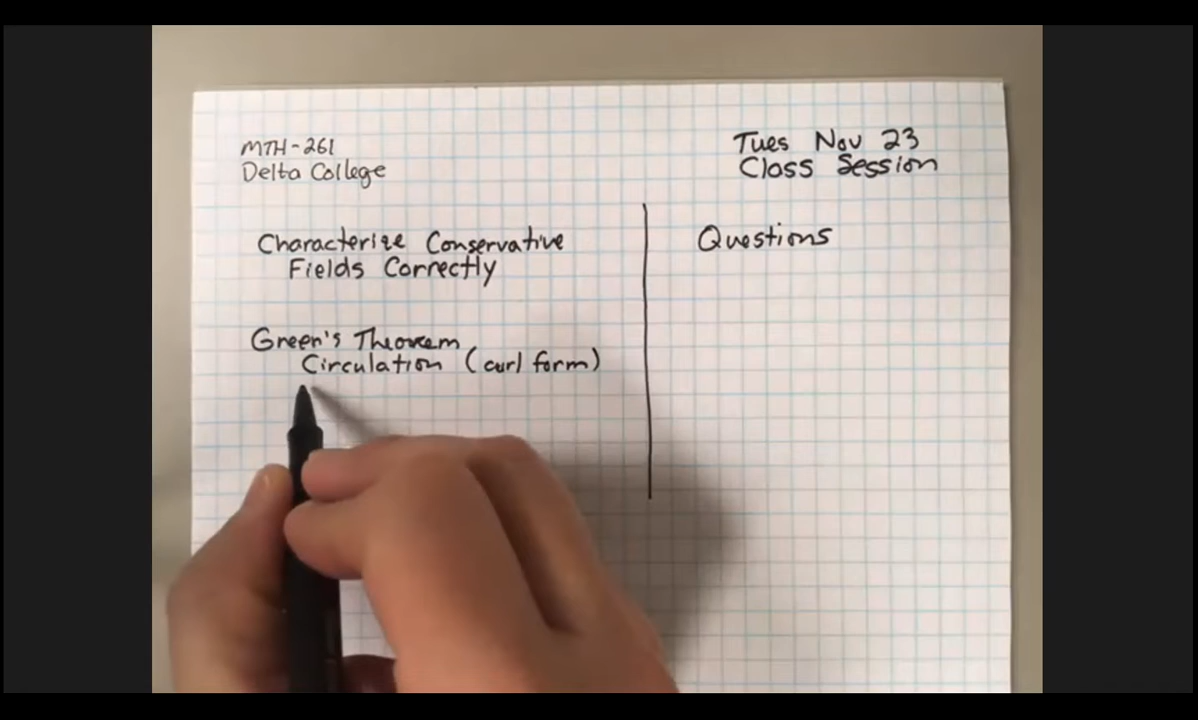 MTH-261
Delta College
Tues Nov 23
Class Session
Characterize Conservative
Fields Correctly
Green's Theorem
Circulation (curl form)
Questions